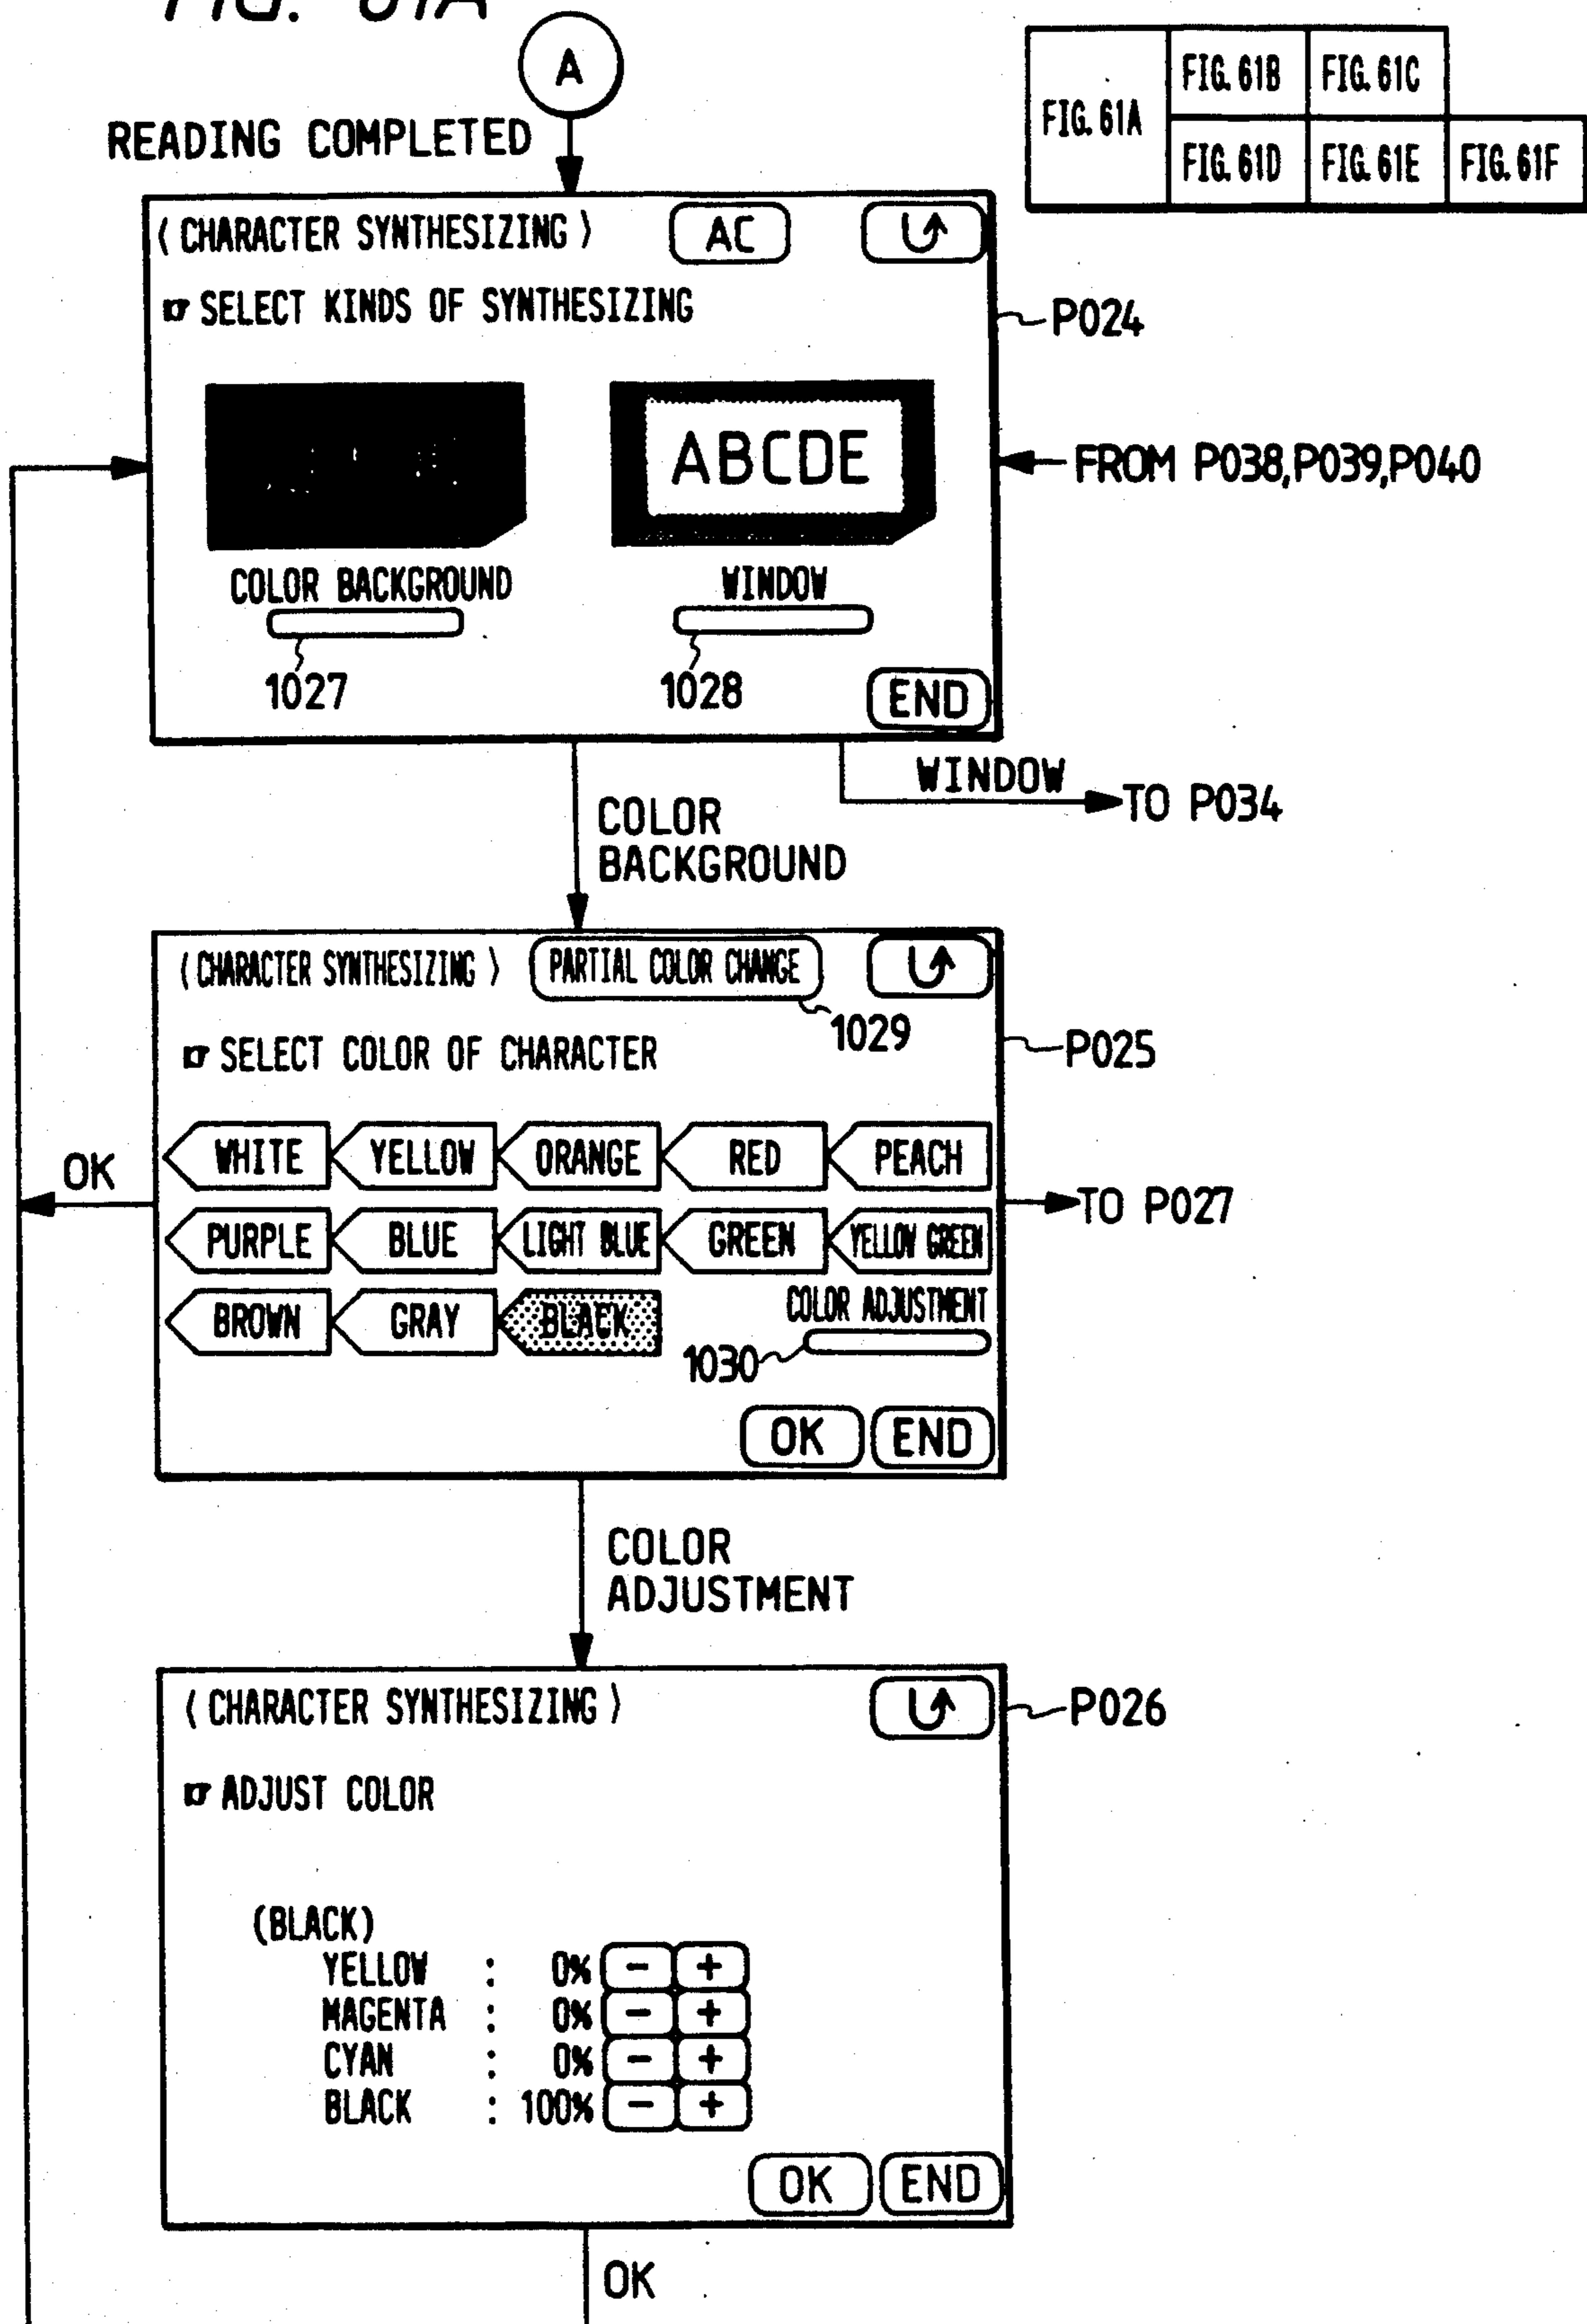 FIG. 61A
A
FIG. 61A
FIG. 61B FIG. 61C
FIG. 61D FIG. 61E FIG. 61F
READING COMPLETED
〈CHARACTER SYNTHESIZING〉 AC
☞ SELECT KINDS OF SYNTHESIZING
P024
ABCDE
FROM P038,P039,P040
COLOR BACKGROUND WINDOW
1027 1028
END
WINDOW
TO P034
COLOR
BACKGROUND
〈CHARACTER SYNTHESIZING〉 PARTIAL COLOR CHANGE
1029
☞ SELECT COLOR OF CHARACTER
P025
WHITE YELLOW ORANGE RED PEACH
OK
TO P027
PURPLE BLUE LIGHT BLUE GREEN YELLOW GREEN
BROWN GRAY BLACK COLOR ADJUSTMENT
1030
OK END
COLOR
ADJUSTMENT
〈CHARACTER SYNTHESIZING〉
P026
☞ ADJUST COLOR
(BLACK)
YELLOW : 0% - +
MAGENTA : 0% - +
CYAN : 0% - +
BLACK : 100% - +
OK END
OK